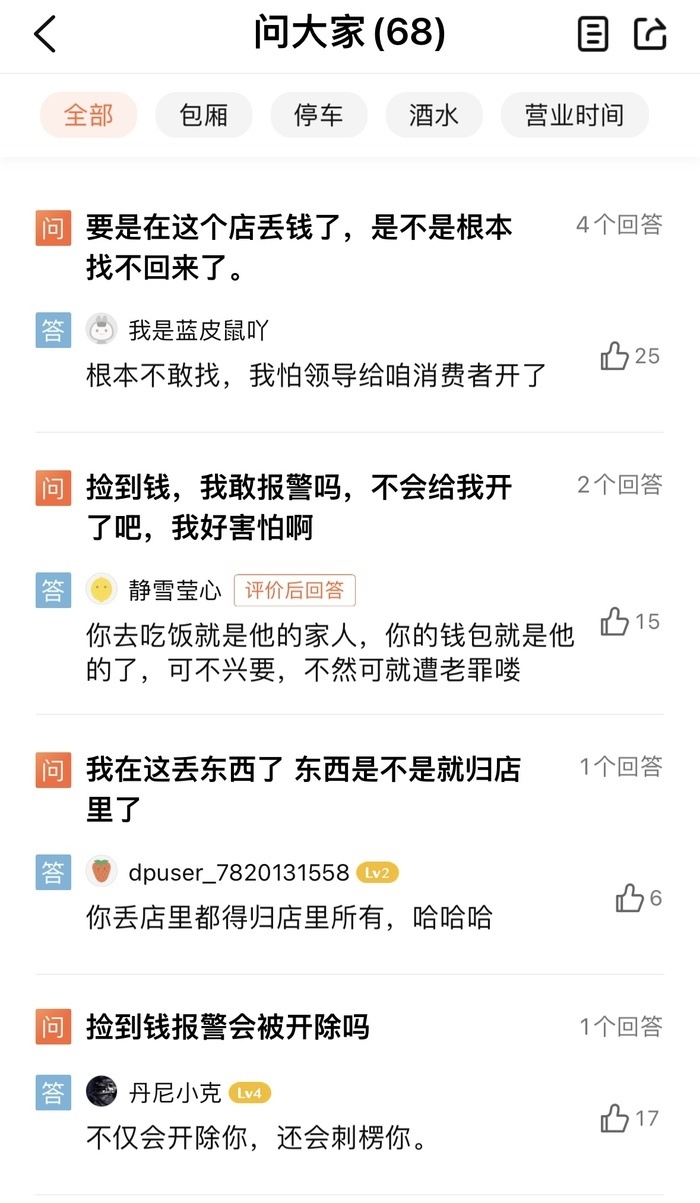 问大家(68)
全部 包厢 停车 酒水 营业时间
问 要是在这个店丢钱了，是不是根本 4个回答
找不回来了。
答 我是蓝皮鼠吖
根本不敢找，我怕领导给咱消费者开了 25
问 捡到钱，我敢报警吗，不会给我开 2个回答
了吧，我好害怕啊
答 静雪莹心 评价后回答
你去吃饭就是他的家人，你的钱包就是他 15
的了，可不兴要，不然可就遭老罪喽
问 我在这丢东西了 东西是不是就归店 1个回答
里了
答 dpuser_7820131558 Lv2
你丢店里都得归店里所有，哈哈哈 6
问 捡到钱报警会被开除吗 1个回答
答 丹尼小克 Lv4
不仅会开除你，还会刺楞你。 17